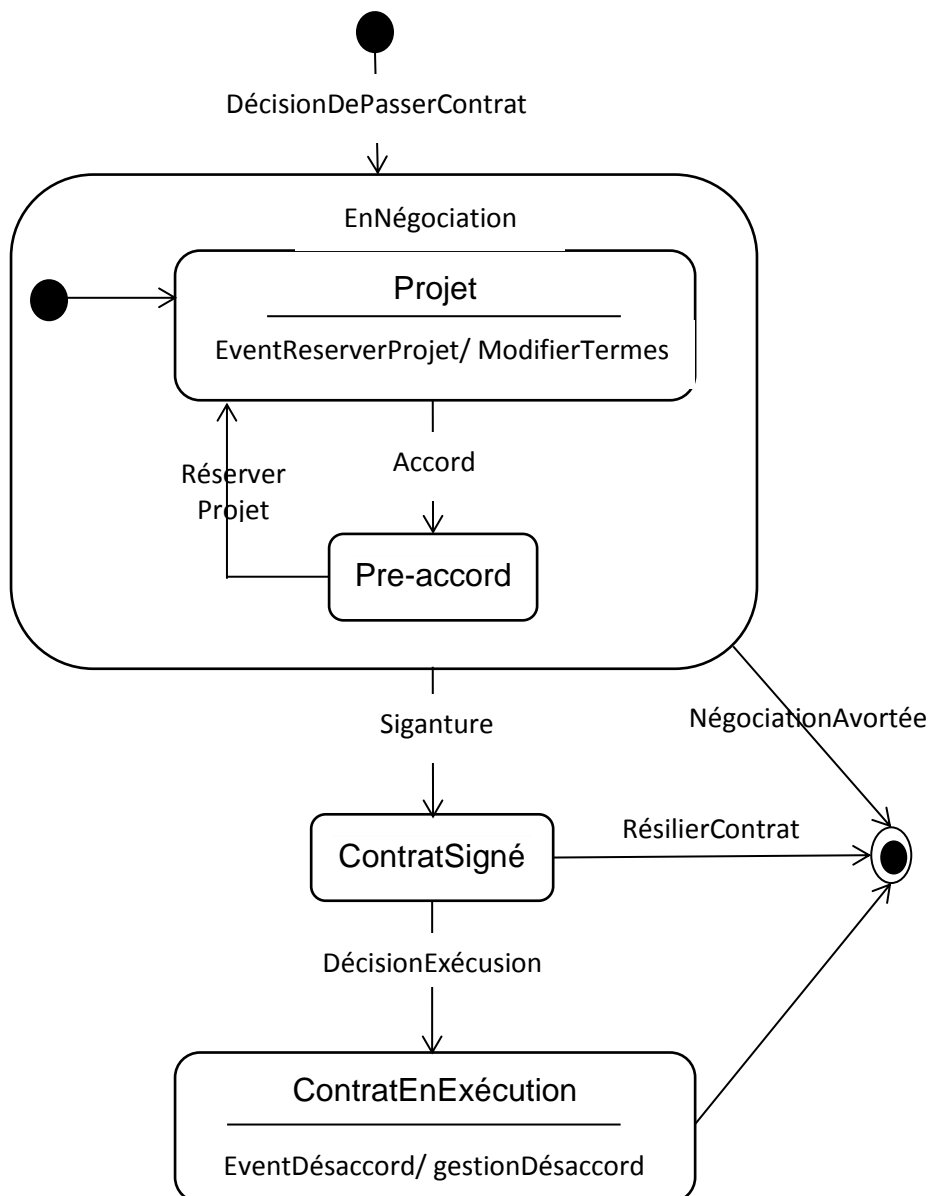 DécisionDePasserContrat
EnNégociation
Projet
EventReserverProjet/ ModifierTermes
Accord
Réserver
Projet
Pre-accord
Siganture
NégociationAvortée
RésilierContrat
ContratSigné
DécisionExécusion
ContratEnExécution
EventDésaccord/ gestionDésaccord